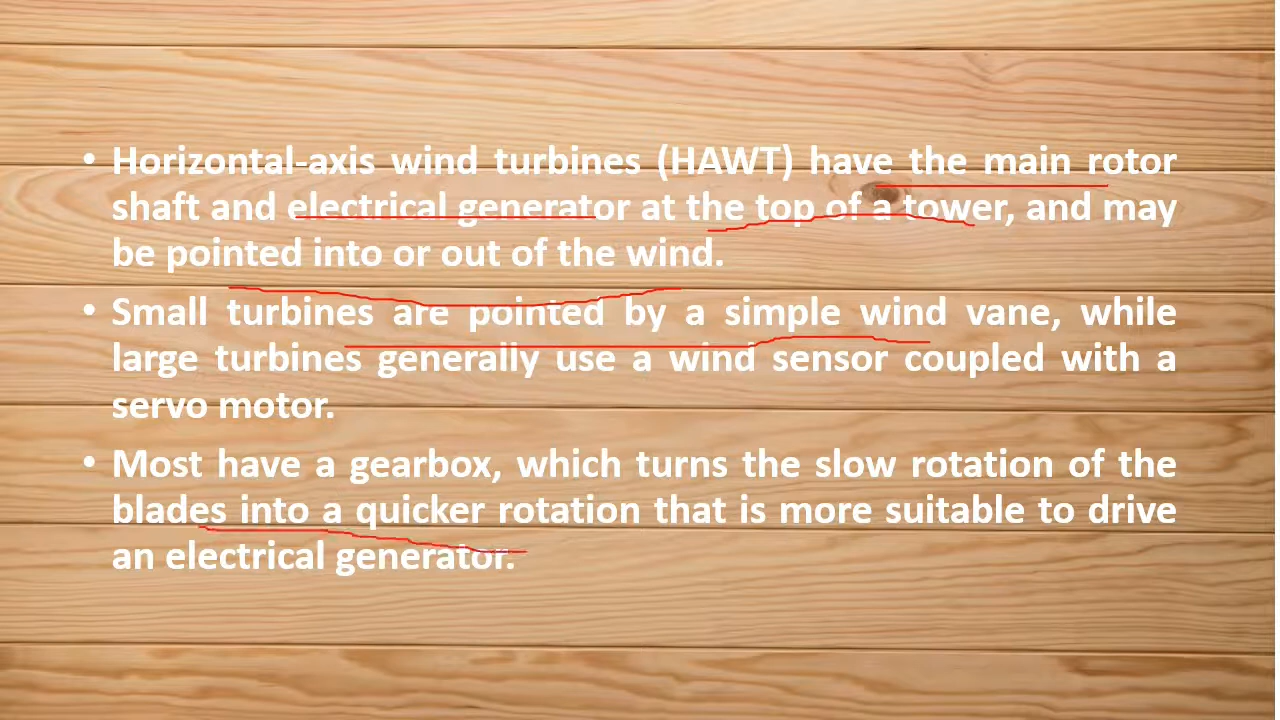 • Horizontal-axis wind turbines (HAWT) have the main rotor
shaft and electrical generator at the top of a tower, and may
be pointed into or out of the wind.
• Small turbines are pointed by a simple wind vane, while
large turbines generally use a wind sensor coupled with a
servo motor.
• Most have a gearbox, which turns the slow rotation of the
blades into a quicker rotation that is more suitable to drive
an electrical generator.